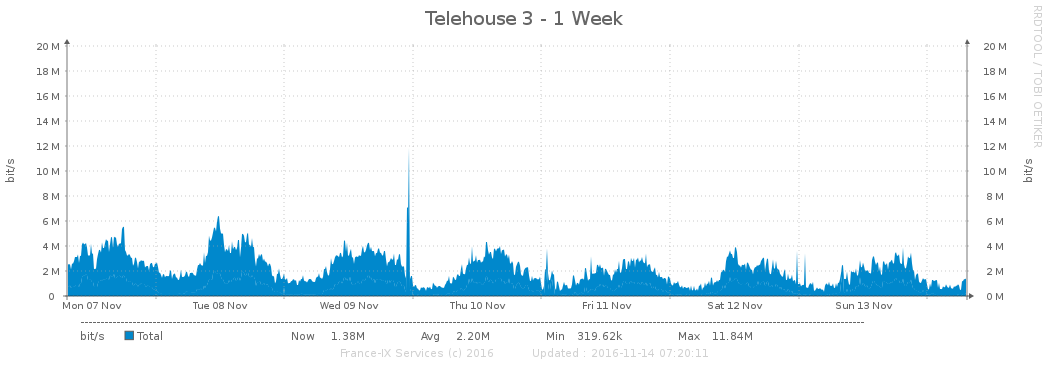 Telehouse 3 - 1 Week
RRDTOOL / TOBI OETIKER
20 M 20 M
18 M 18 M
16 M 16 M
14 M 14 M
12 M 12 M
10 M 10 M
8 M 8 M
6 M 6 M
4 M 4 M
2 M 2 M
0 0 M
bit/s bit/s
Mon 07 Nov Tue 08 Nov Wed 09 Nov Thu 10 Nov Fri 11 Nov Sat 12 Nov Sun 13 Nov
bit/s Total Now 1.38M Avg 2.20M Min 319.62k Max 11.84M
France-IX Services (c) 2016 Updated : 2016-11-14 07:20:11